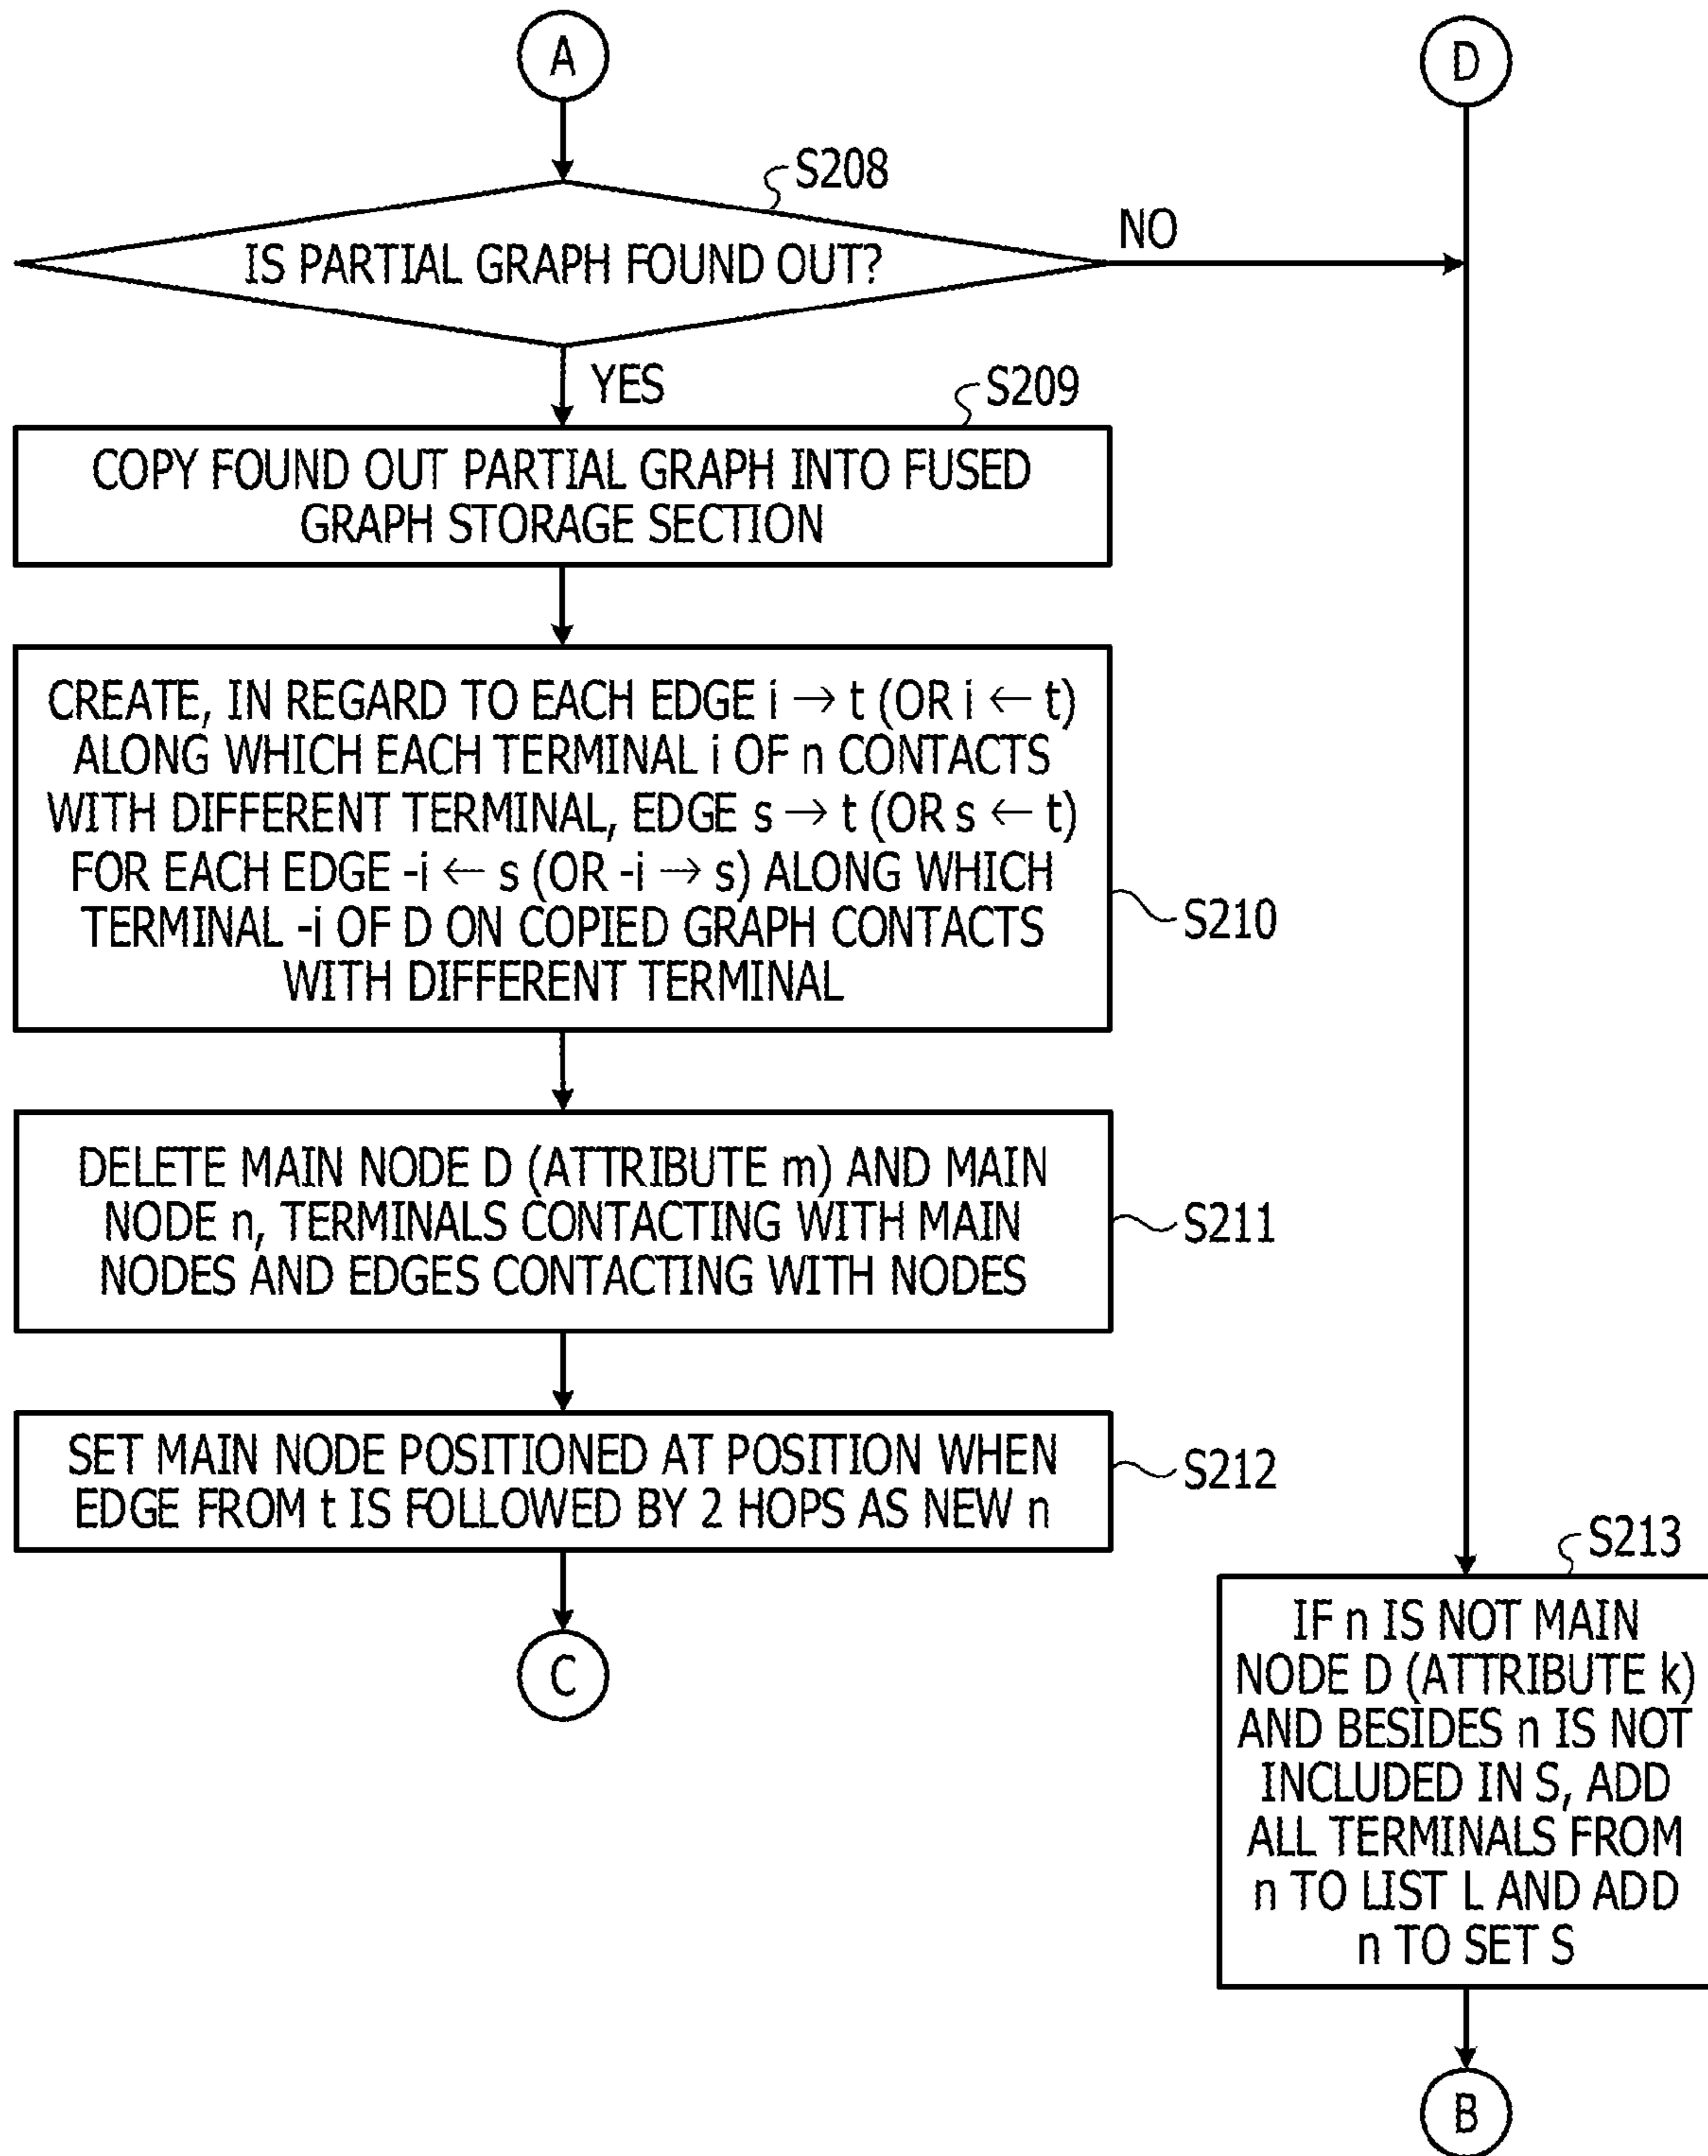 A
D
S208
IS PARTIAL GRAPH FOUND OUT?
NO
YES
S209
COPY FOUND OUT PARTIAL GRAPH INTO FUSED
GRAPH STORAGE SECTION
CREATE, IN REGARD TO EACH EDGE i → t (OR i ← t)
ALONG WHICH EACH TERMINAL i OF n CONTACTS
WITH DIFFERENT TERMINAL, EDGE s → t (OR s ← t)
FOR EACH EDGE -i ← s (OR -i → s) ALONG WHICH
TERMINAL -i OF D ON COPIED GRAPH CONTACTS
WITH DIFFERENT TERMINAL
S210
DELETE MAIN NODE D (ATTRIBUTE m) AND MAIN
NODE n, TERMINALS CONTACTING WITH MAIN
NODES AND EDGES CONTACTING WITH NODES
S211
SET MAIN NODE POSITIONED AT POSITION WHEN
EDGE FROM t IS FOLLOWED BY 2 HOPS AS NEW n
S212
C
S213
IF n IS NOT MAIN
NODE D (ATTRIBUTE k)
AND BESIDES n IS NOT
INCLUDED IN S, ADD
ALL TERMINALS FROM
n TO LIST L AND ADD
n TO SET S
B